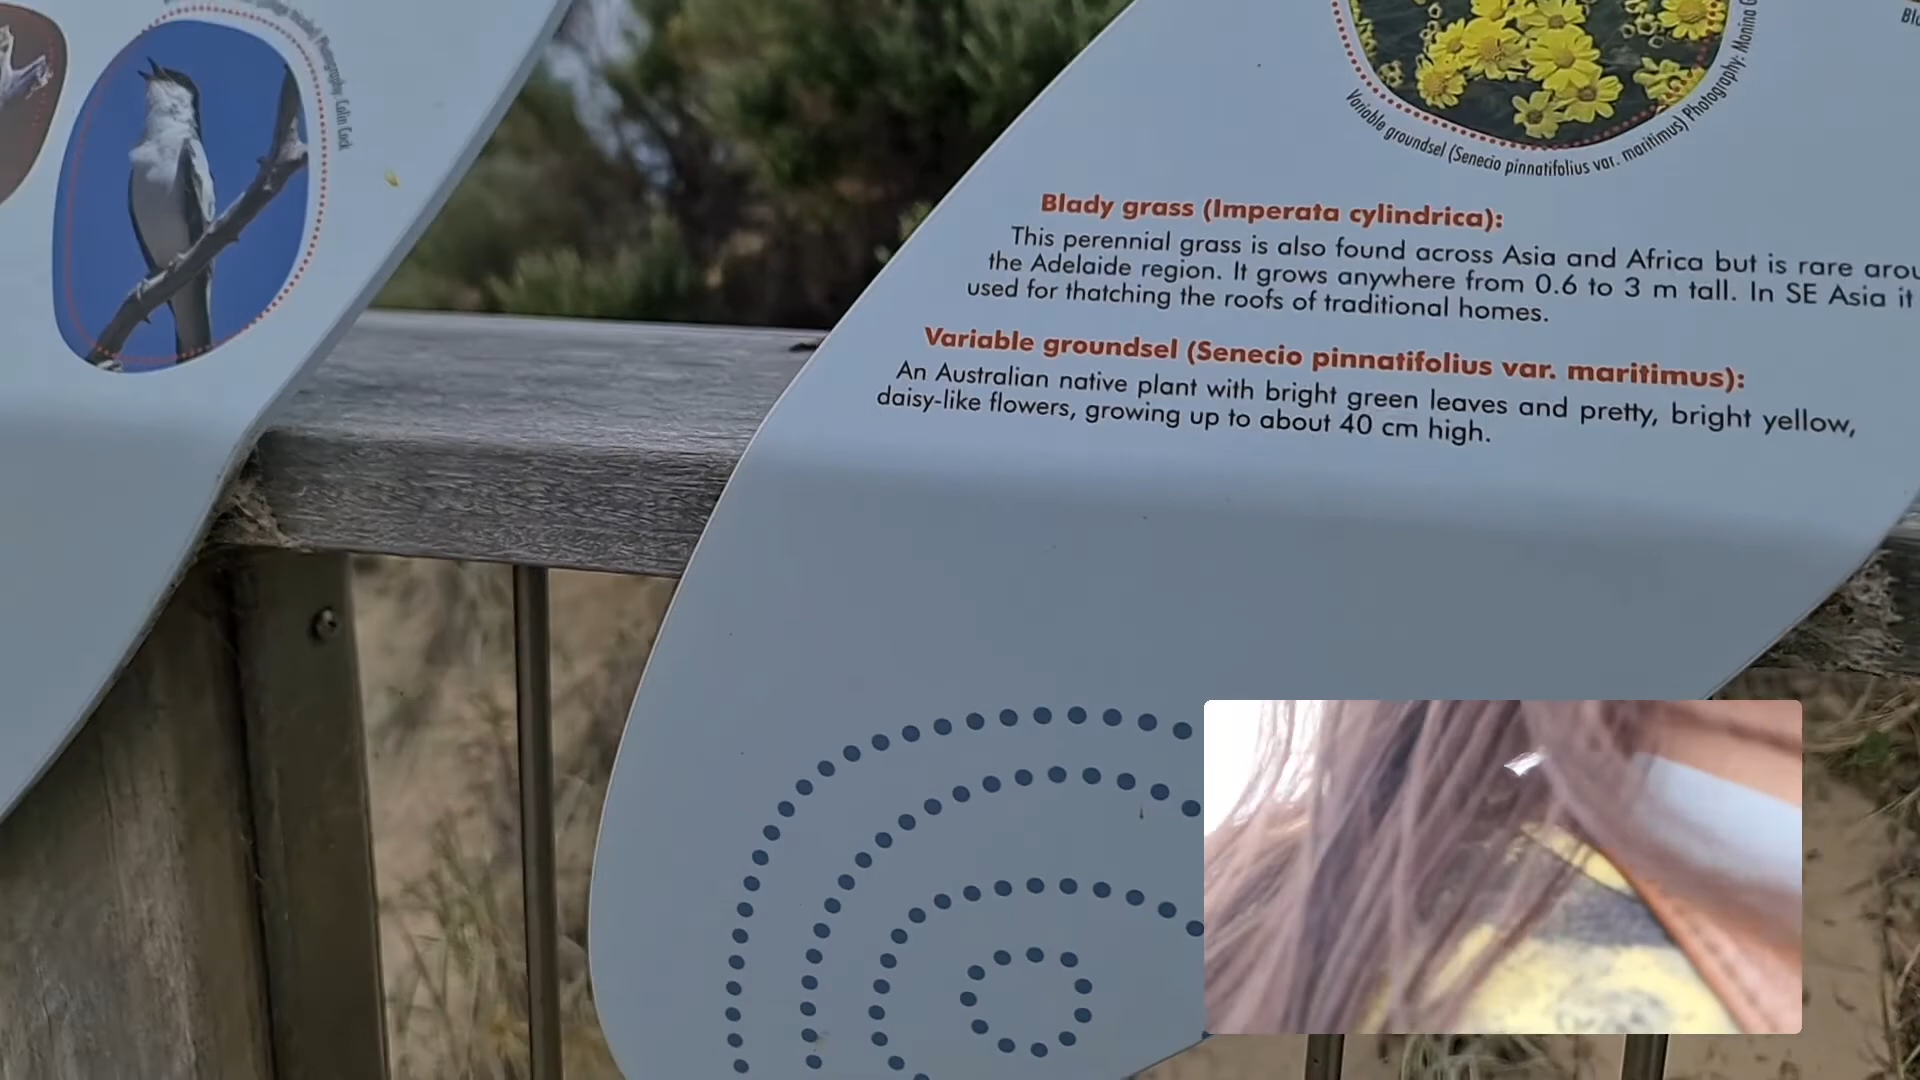 Photography: Colin Cock
Variable groundsel (Senecio pinnatifolius var. maritimus) Photography: Monina
Blady grass (Imperata cylindrica):
This perennial grass is also found across Asia and Africa but is rare
the Adelaide region. It grows anywhere from 0.6 to 3 m tall. In SE Asia it
used for thatching the roofs of traditional homes.
Variable groundsel (Senecio pinnatifolius var. maritimus):
An Australian native plant with bright green leaves and pretty, bright yellow,
daisy-like flowers, growing up to about 40 cm high.